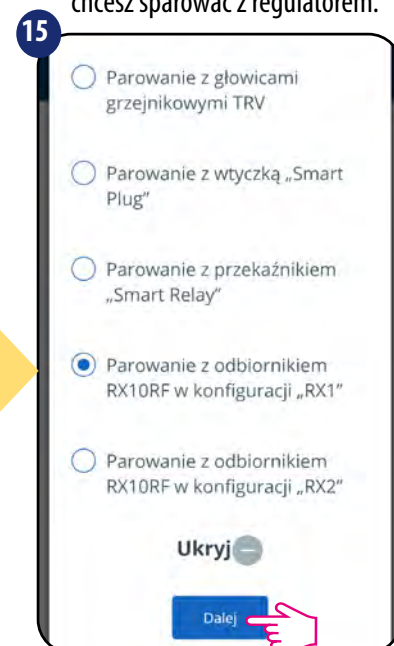 chcesz sparować z regulatorem.
15
Parowanie z głowicami
grzejnikowymi TRV
Parowanie z wtyczką „Smart
Plug”
Parowanie z przekaźnikiem
„Smart Relay”
Parowanie z odbiornikiem
RX10RF w konfiguracji „RX1”
Parowanie z odbiornikiem
RX10RF w konfiguracji „RX2”
Ukryj
Dalej